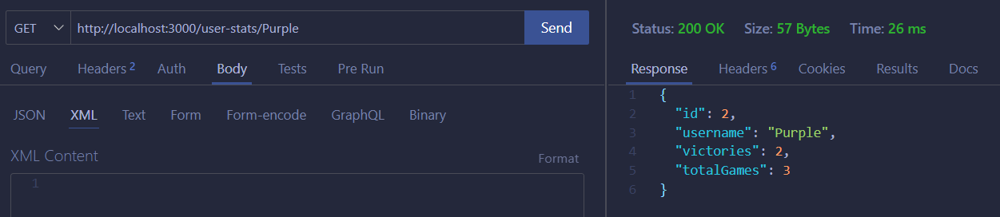 GET http://localhost:3000/user-stats/Purple Send
Query Headers 2 Auth Body Tests Pre Run
JSON XML Text Form Form-encode GraphQL Binary
XML Content Format
1
Status: 200 OK Size: 57 Bytes Time: 26 ms
Response Headers 6 Cookies Results Docs
1 {
2 "id": 2,
3 "username": "Purple",
4 "victories": 2,
5 "totalGames": 3
6 }